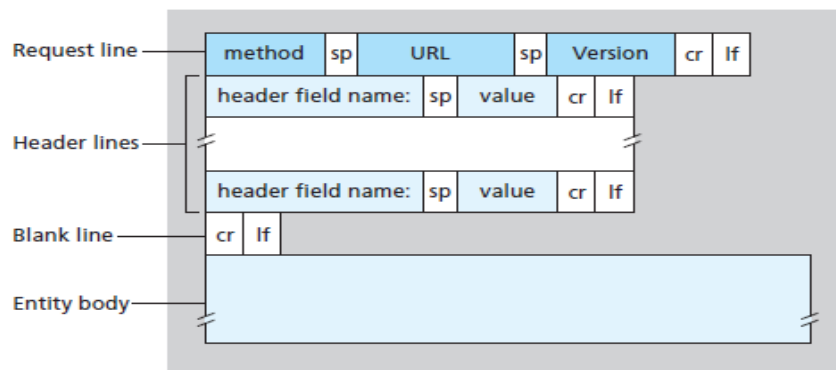 Request line method sp URL sp Version cr lf
header field name: sp value cr lf
Header lines
header field name: sp value cr lf
Blank line cr lf
Entity body